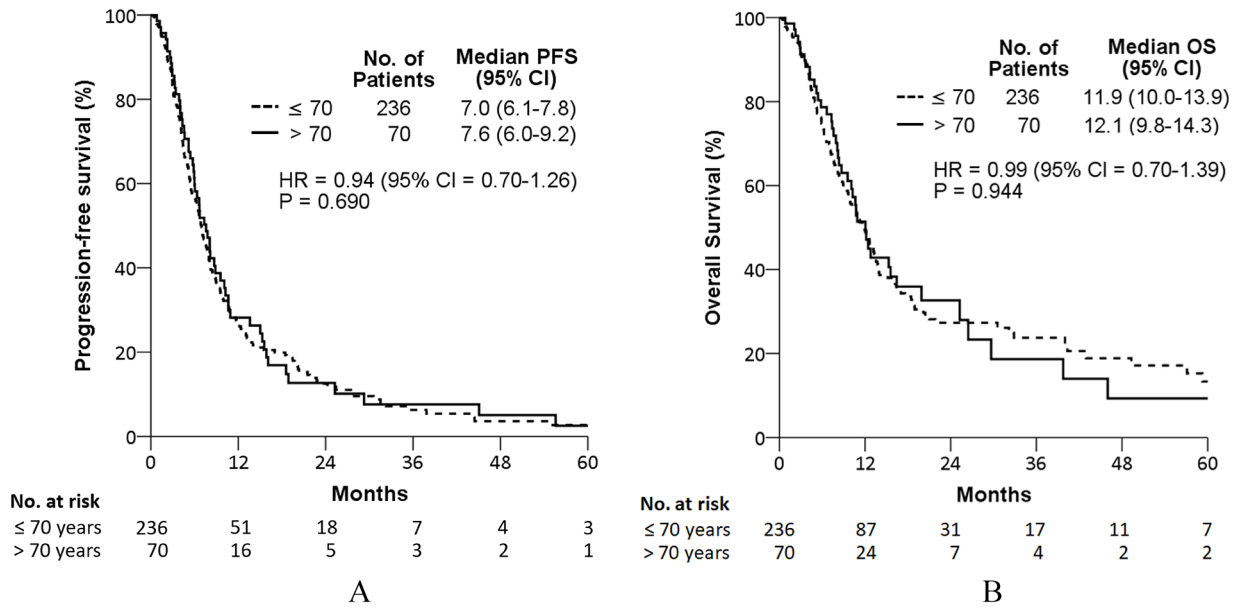 No. of Patients Median PFS (95% CI)
≤ 70 236 7.0 (6.1-7.8)
> 70 70 7.6 (6.0-9.2)
HR = 0.94 (95% CI = 0.70-1.26)
P = 0.690
Progression-free survival (%)
100
80
60
40
20
0
0 12 24 36 48 60
Months
No. at risk
≤ 70 years 236 51 18 7 4 3
> 70 years 70 16 5 3 2 1
A
No. of Patients Median OS (95% CI)
≤ 70 236 11.9 (10.0-13.9)
> 70 70 12.1 (9.8-14.3)
HR = 0.99 (95% CI = 0.70-1.39)
P = 0.944
Overall Survival (%)
100
80
60
40
20
0
0 12 24 36 48 60
Months
No. at risk
≤ 70 years 236 87 31 17 11 7
> 70 years 70 24 7 4 2 2
B